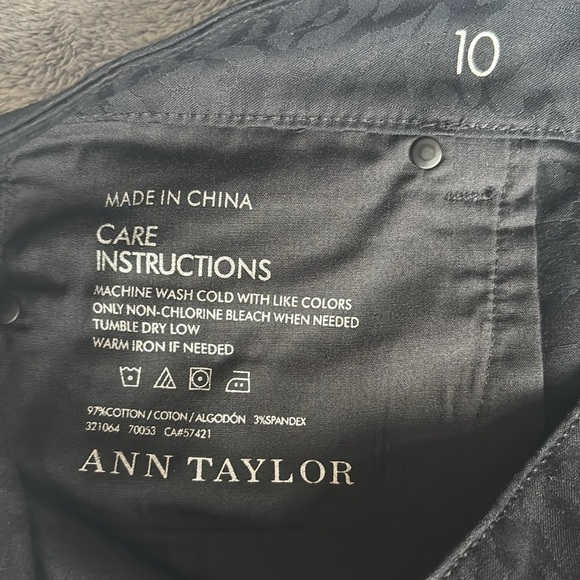 10
MADE IN CHINA
CARE
INSTRUCTIONS
MACHINE WASH COLD WITH LIKE COLORS
ONLY NON-CHLORINE BLEACH WHEN NEEDED
TUMBLE DRY LOW
WARM IRON IF NEEDED
97%COTTON / COTON / ALGODÓN 3%SPANDEX
321064 70053 CA#57421
ANN TAYLOR